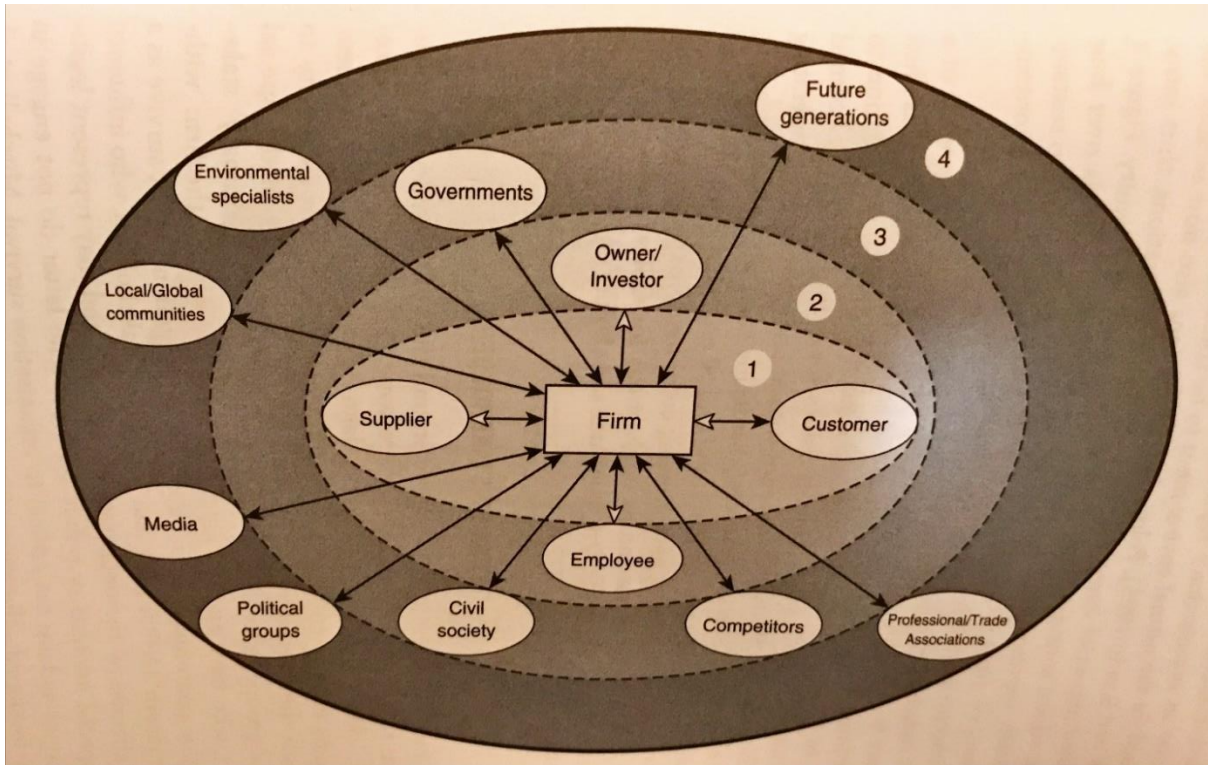 Future
generations
4
Environmental
specialists
Governments
3
Owner/
Investor
2
Local/Global
communities
1
Supplier
Firm
Customer
Media
Employee
Political
groups
Civil
society
Competitors
Professional/Trade
Associations